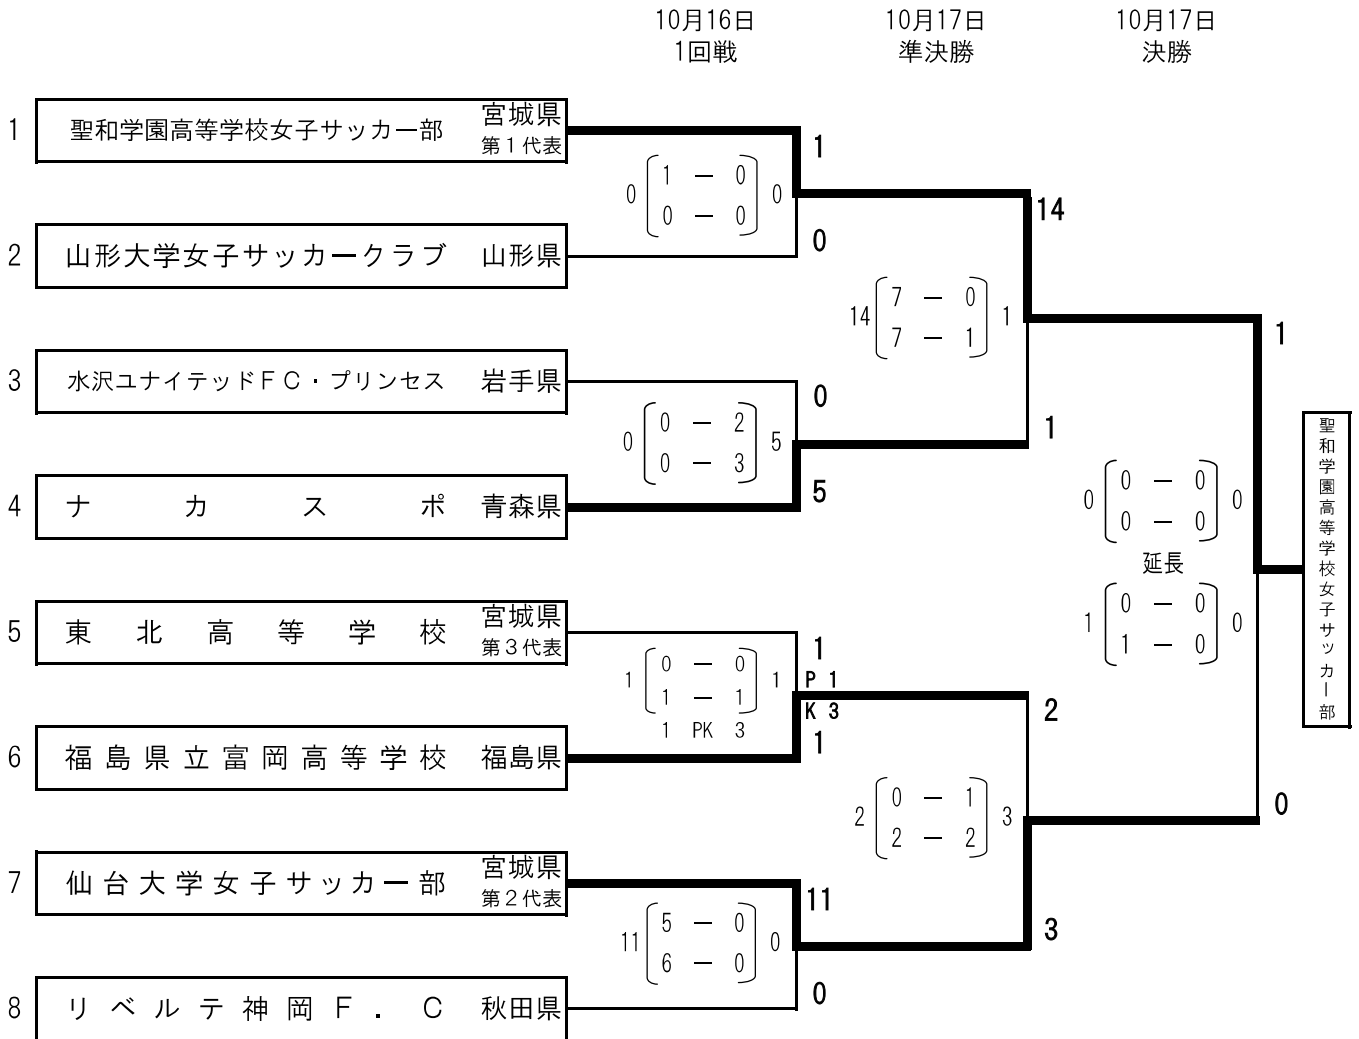 10月16日 10月17日 10月17日
1回戦 準決勝 決勝
1 聖和学園高等学校女子サッカー部 宮城県
第１代表
1
0 1 － 0 0
0 － 0
14
0
2 山形大学女子サッカークラブ 山形県
14 7 － 0 1
7 － 1
1
3 水沢ユナイテッドＦＣ・プリンセス 岩手県
0
0 0 － 2 5
0 － 3
1
5
4 ナカスポ 青森県
0 0 － 0 0
0 － 0
延長
1 0 － 0 0
1 － 0
聖和学園高等学校女子サッカー部
5 東北高等学校 宮城県
第３代表
1
1 0 － 0 1
1 － 1
1 PK 3
P 1
K 3
2
1
6 福島県立富岡高等学校 福島県
2 0 － 1 3
2 － 2
0
7 仙台大学女子サッカー部 宮城県
第２代表
11
11 5 － 0 0
6 － 0
3
0
8 リベルテ神岡Ｆ．Ｃ 秋田県